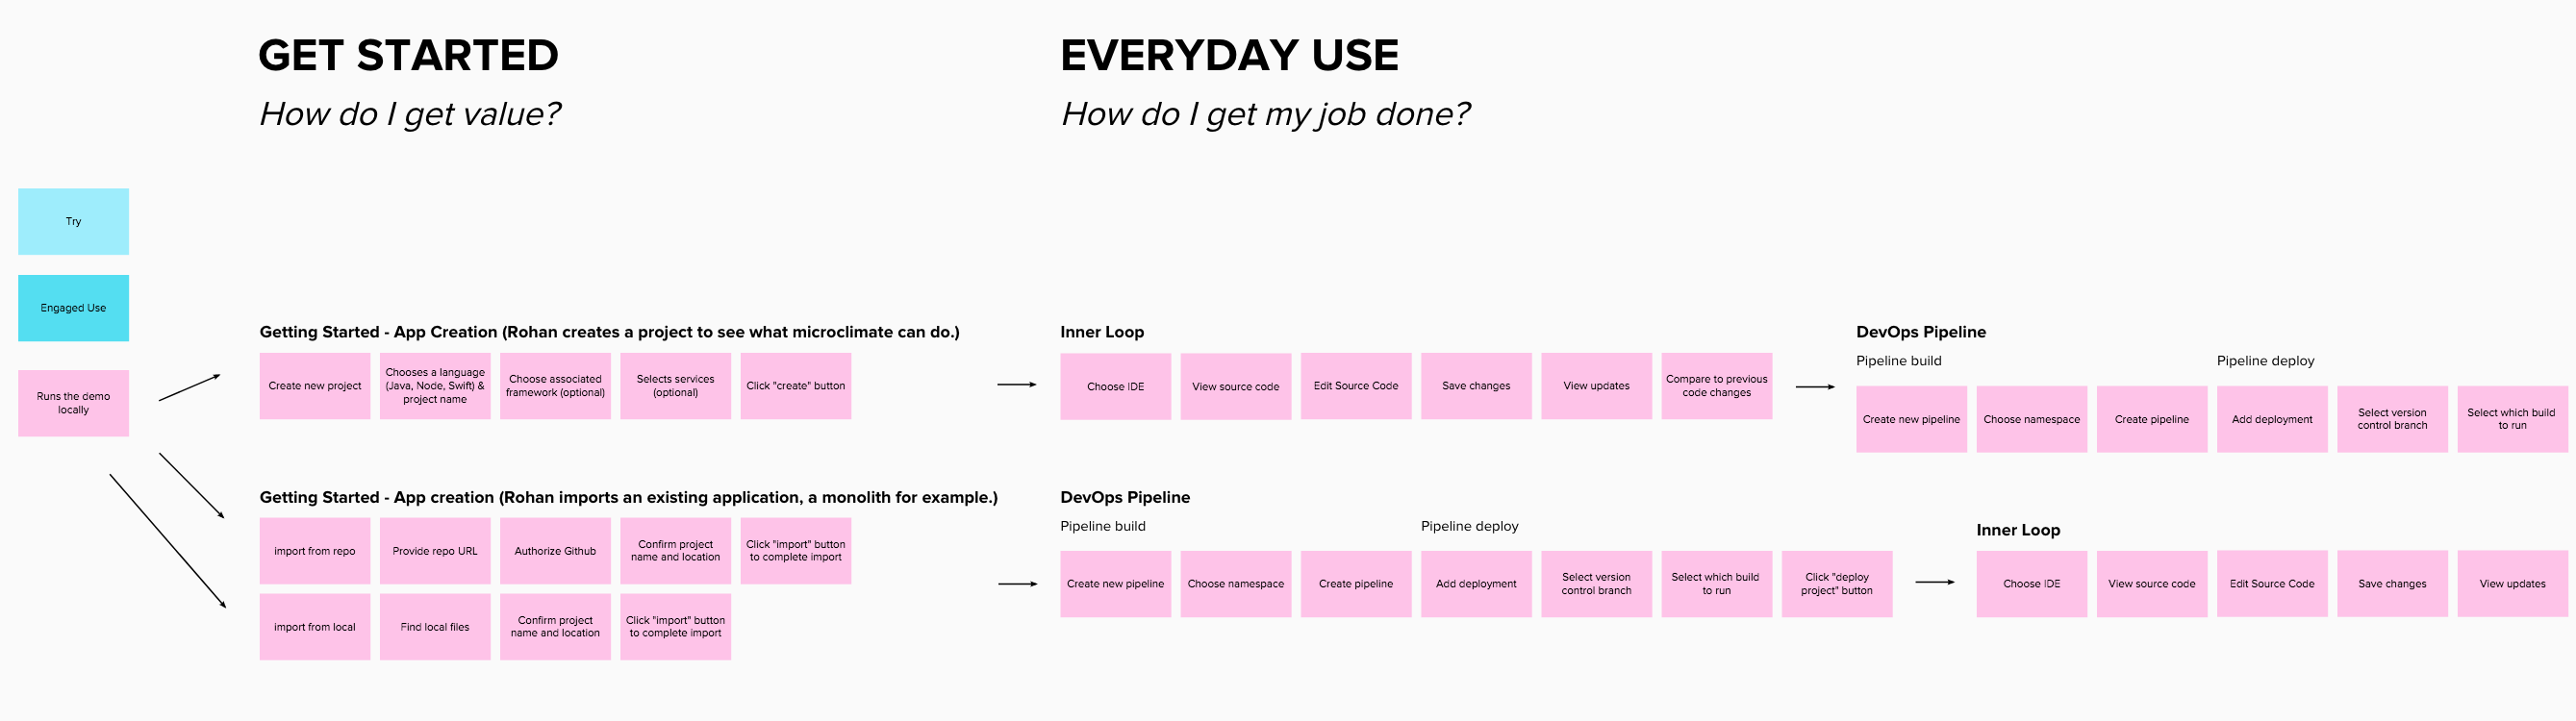 GET STARTED
How do I get value?
EVERYDAY USE
How do I get my job done?
Try
Engaged Use
Runs the demo
locally
Getting Started - App Creation (Rohan creates a project to see what microclimate can do.)
Create new project
Chooses a language
(Java, Node, Swift) &
project name
Choose associated
framework (optional)
Selects services
(optional)
Click "create" button
Inner Loop
Choose IDE
View source code
Edit Source Code
Save changes
View updates
Compare to previous
code changes
DevOps Pipeline
Pipeline build
Pipeline deploy
Create new pipeline
Choose namespace
Create pipeline
Add deployment
Select version
control branch
Select which build
to run
Getting Started - App creation (Rohan imports an existing application, a monolith for example.)
import from repo
Provide repo URL
Authorize Github
Confirm project
name and location
Click "import" button
to complete import
import from local
Find local files
Confirm project
name and location
Click "import" button
to complete import
DevOps Pipeline
Pipeline build
Pipeline deploy
Create new pipeline
Choose namespace
Create pipeline
Add deployment
Select version
control branch
Select which build
to run
Click "deploy
project" button
Inner Loop
Choose IDE
View source code
Edit Source Code
Save changes
View updates